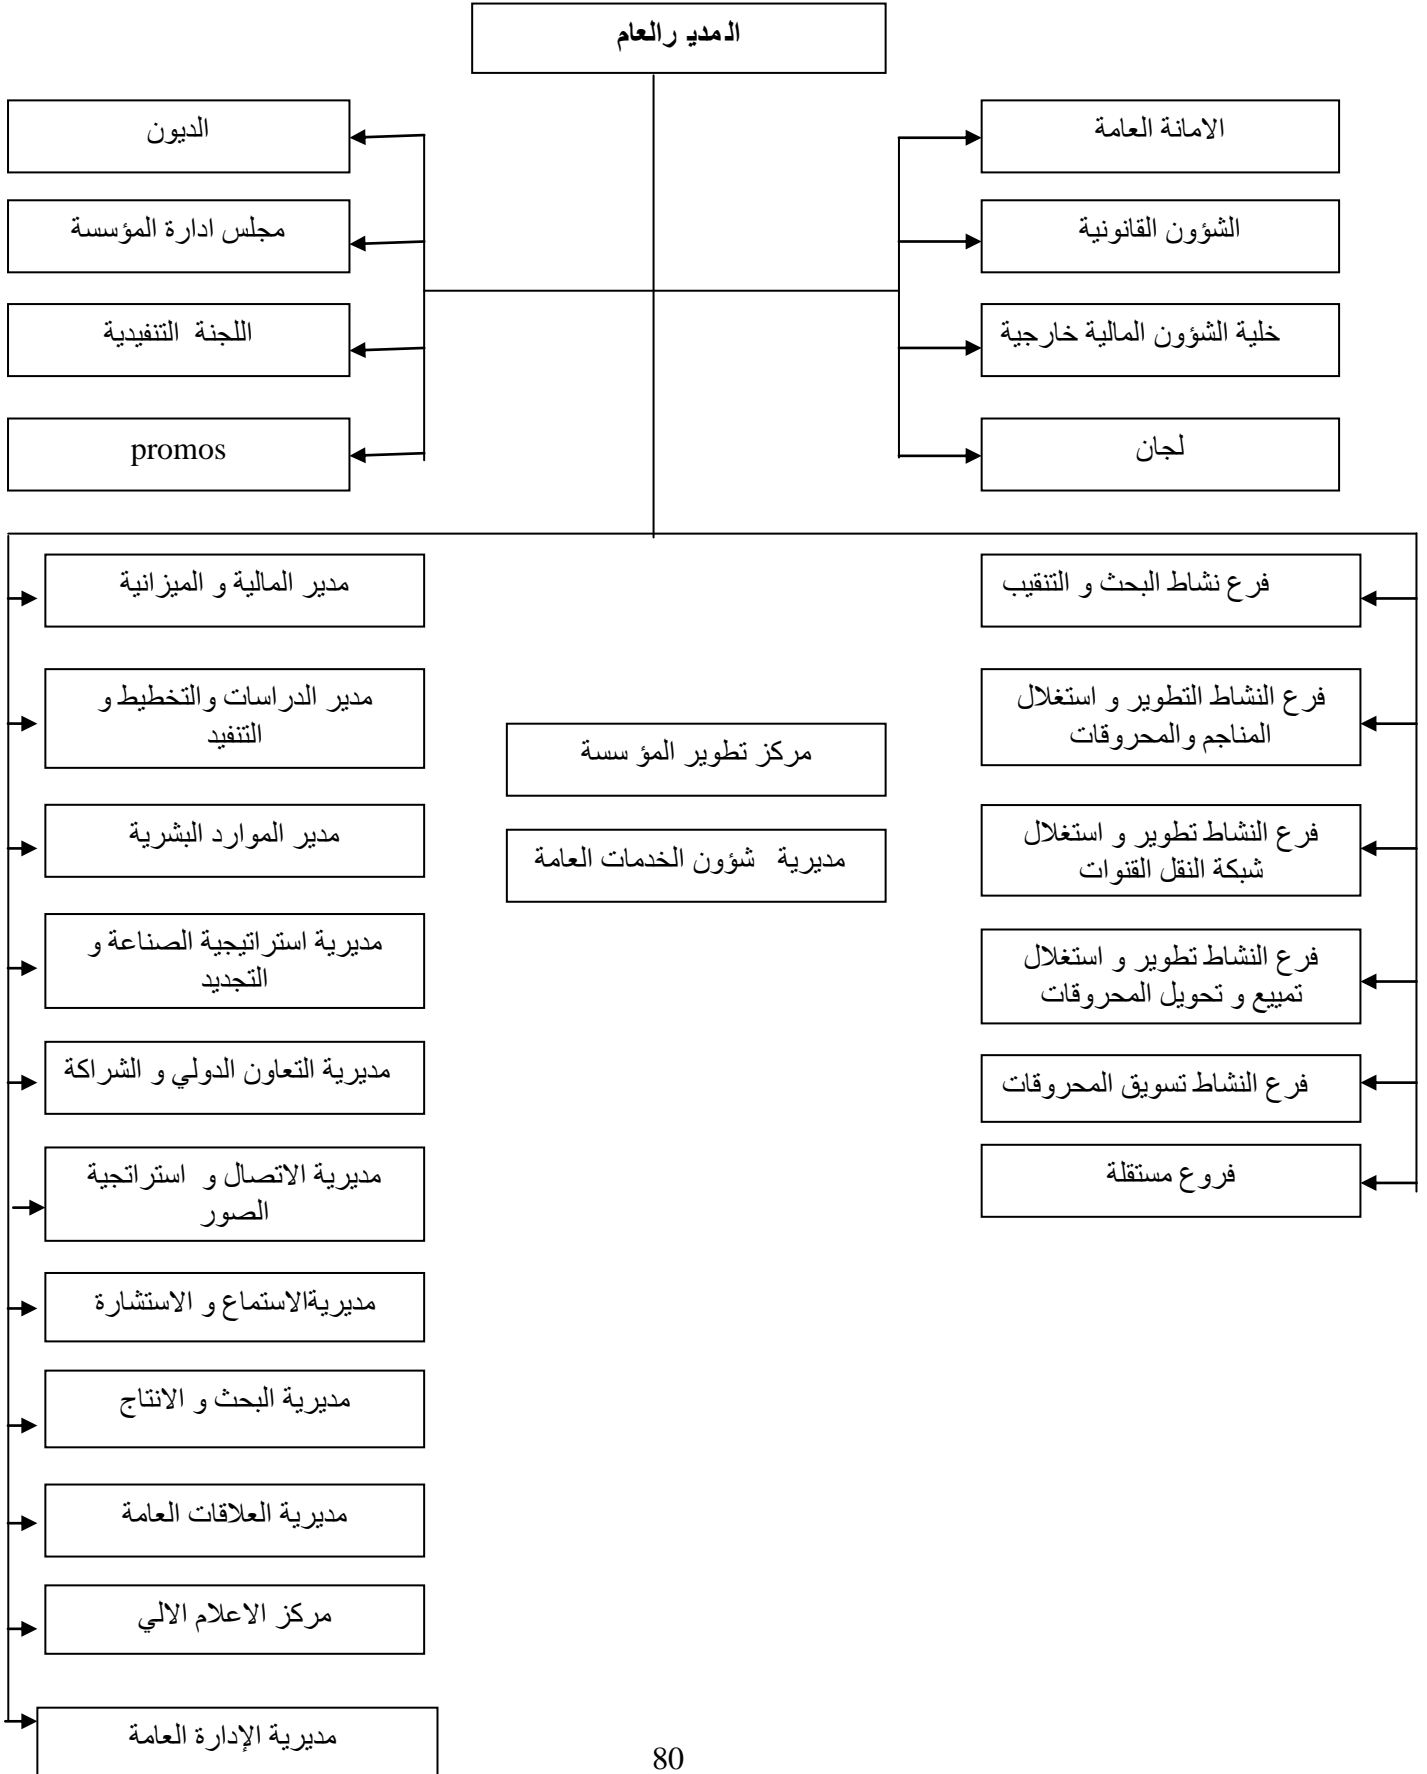 المدير العام
الامانة العامة
الديون
الشؤون القانونية
مجلس ادارة المؤسسة
خلية الشؤون المالية خارجية
اللجنة التنفيدية
لجان
promos
فرع نشاط البحث و التنقيب
فرع النشاط التطوير و استغلال
المناجم والمحروقات
فرع النشاط تطوير و استغلال
شبكة النقل القنوات
فرع النشاط تطوير و استغلال
تمييع و تحويل المحروقات
فرع النشاط تسويق المحروقات
فروع مستقلة
مركز تطوير المؤ سسة
مديرية شؤون الخدمات العامة
مدير المالية و الميزانية
مدير الدراسات والتخطيط و
التنفيد
مدير الموارد البشرية
مديرية استراتيجية الصناعة و
التجديد
مديرية التعاون الدولي و الشراكة
مديرية الاتصال و استراتجية
الصور
مديريةالاستماع و الاستشارة
مديرية البحث و الانتاج
مديرية العلاقات العامة
مركز الاعلام الالي
مديرية الإدارة العامة
80